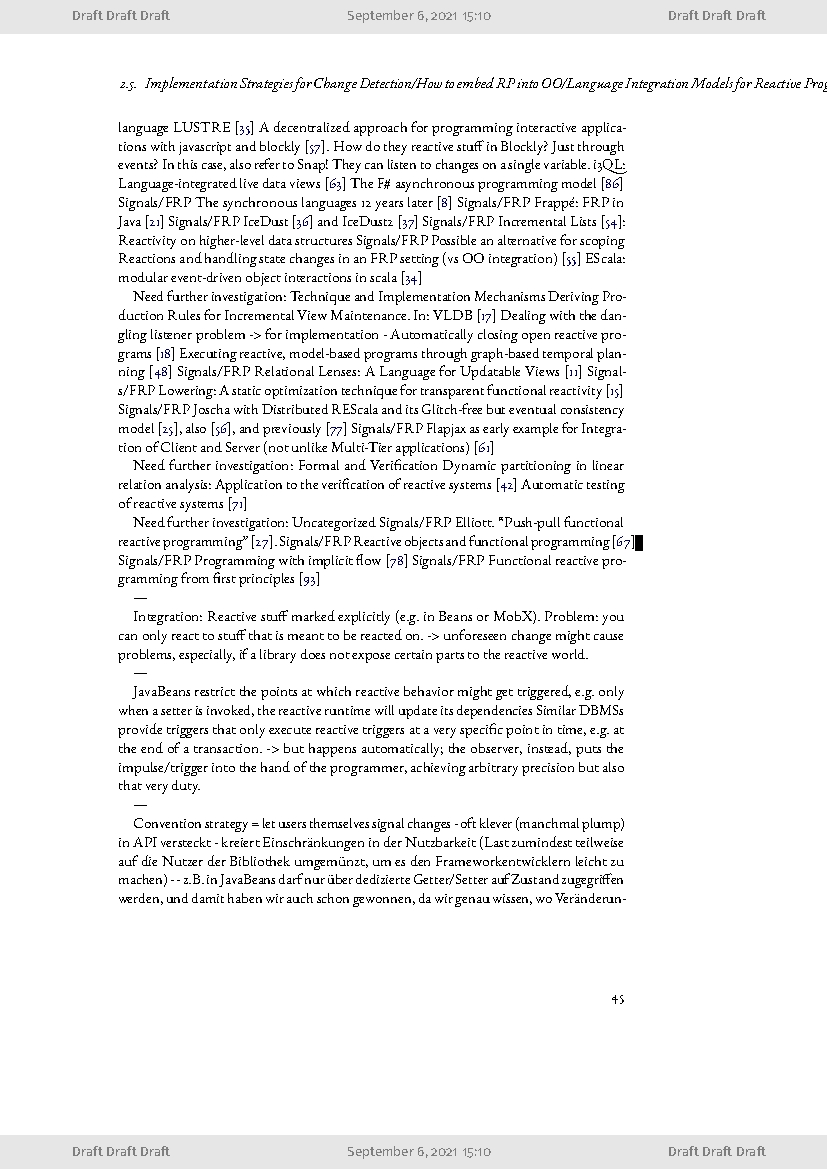 Draft Draft Draft September 6, 2021 15:10 Draft Draft Draft
2.5. Implementation Strategies for Change Detection/How to embed RP into OO/Language Integration Models for Reactive Prog
language LUSTRE [35] A decentralized approach for programming interactive applica-
tions with javascript and blockly [57]. How do they reactive stuff in Blockly? Just through
events? In this case, also refer to Snap! They can listen to changes on a single variable. i3QL:
Language-integrated live data views [63] The F# asynchronous programming model [86]
Signals/FRP The synchronous languages 12 years later [8] Signals/FRP Frappé: FRP in
Java [21] Signals/FRP IceDust [36] and IceDust2 [37] Signals/FRP Incremental Lists [54]:
Reactivity on higher-level data structures Signals/FRP Possible an alternative for scoping
Reactions and handling state changes in an FRP setting (vs OO integration) [55] EScala:
modular event-driven object interactions in scala [34]
Need further investigation: Technique and Implementation Mechanisms Deriving Pro-
duction Rules for Incremental View Maintenance. In: VLDB [17] Dealing with the dan-
gling listener problem -> for implementation - Automatically closing open reactive pro-
grams [18] Executing reactive, model-based programs through graph-based temporal plan-
ning [48] Signals/FRP Relational Lenses: A Language for Updatable Views [11] Signal-
s/FRP Lowering: A static optimization technique for transparent functional reactivity [15]
Signals/FRP Joscha with Distributed REScala and its Glitch-free but eventual consistency
model [25], also [56], and previously [77] Signals/FRP Flapjax as early example for Integra-
tion of Client and Server (not unlike Multi-Tier applications) [61]
Need further investigation: Formal and Verification Dynamic partitioning in linear
relation analysis: Application to the verification of reactive systems [42] Automatic testing
of reactive systems [71]
Need further investigation: Uncategorized Signals/FRP Elliott. "Push-pull functional
reactive programming” [27]. Signals/FRP Reactive objects and functional programming [67]
Signals/FRP Programming with implicit flow [78] Signals/FRP Functional reactive pro-
gramming from first principles [93]
—
Integration: Reactive stuff marked explicitly (e.g. in Beans or MobX). Problem: you
can only react to stuff that is meant to be reacted on. -> unforeseen change might cause
problems, especially, if a library does not expose certain parts to the reactive world.
—
JavaBeans restrict the points at which reactive behavior might get triggered, e.g. only
when a setter is invoked, the reactive runtime will update its dependencies Similar DBMSs
provide triggers that only execute reactive triggers at a very specific point in time, e.g. at
the end of a transaction. -> but happens automatically; the observer, instead, puts the
impulse/trigger into the hand of the programmer, achieving arbitrary precision but also
that very duty.
—
Convention strategy = let users themselves signal changes - oft klever (manchmal plump)
in API versteckt - kreiert Einschränkungen in der Nutzbarkeit (Last zumindest teilweise
auf die Nutzer der Bibliothek umgemünzt, um es den Frameworkentwicklern leicht zu
machen) -- z.B. in JavaBeans darf nur über dedizierte Getter/Setter auf Zustand zugegriffen
werden, und damit haben wir auch schon gewonnen, da wir genau wissen, wo Veränderun-
45
Draft Draft Draft September 6, 2021 15:10 Draft Draft Draft